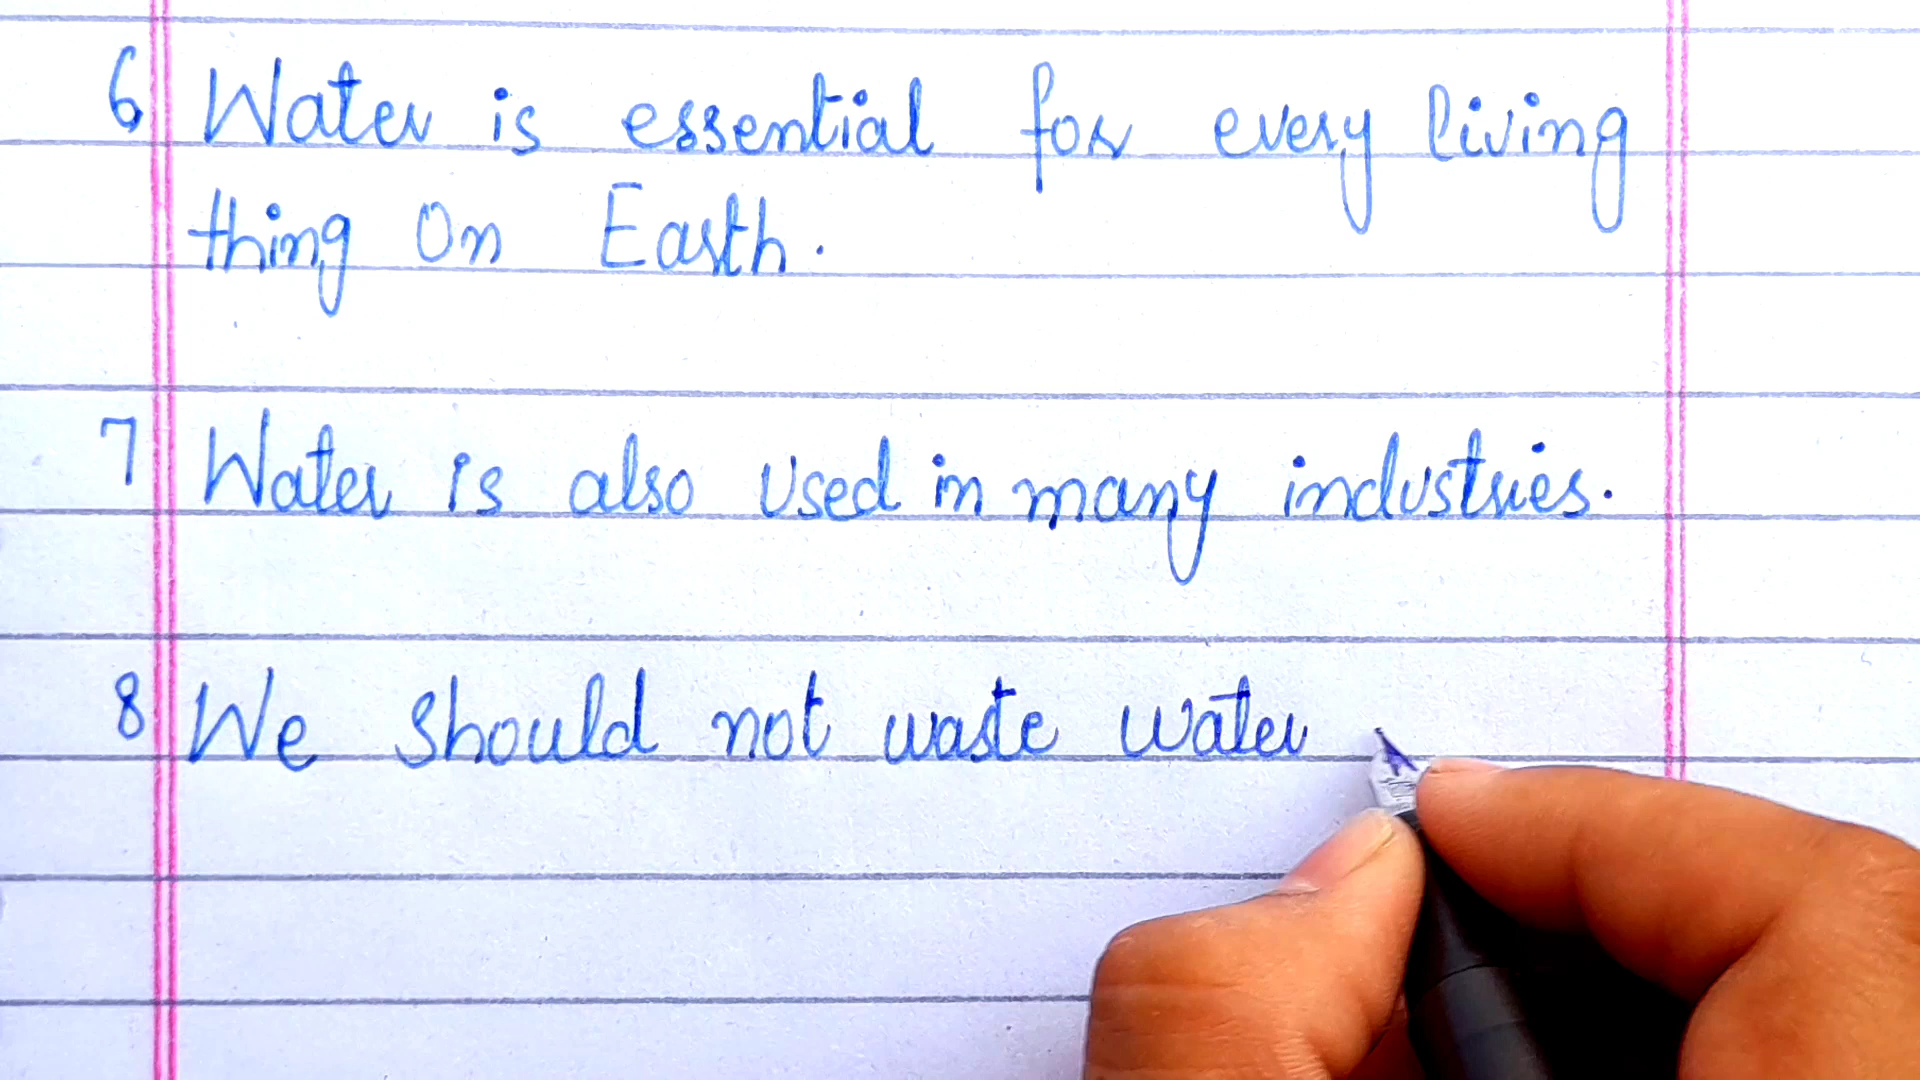 6 Water is essential for every living
thing On Earth.
7 Water is also used in many industries.
8 We should not waste water